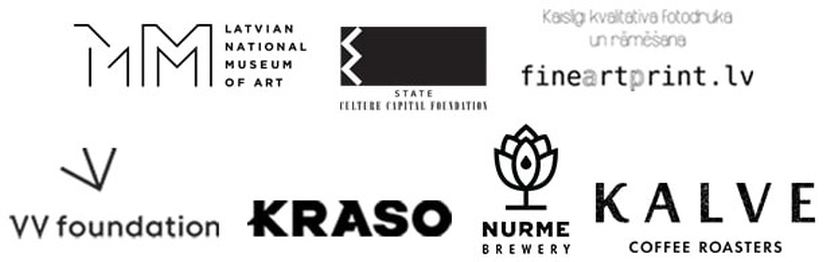 LATVIAN
NATIONAL
MUSEUM
OF ART
STATE
CULTURE CAPITAL FOUNDATION
Kaislīgi kvalitatīva fotodruka
un rāmēšana
fineartprint.lv
VV foundation
KRASO
NURME
BREWERY
KALVE
COFFEE ROASTERS